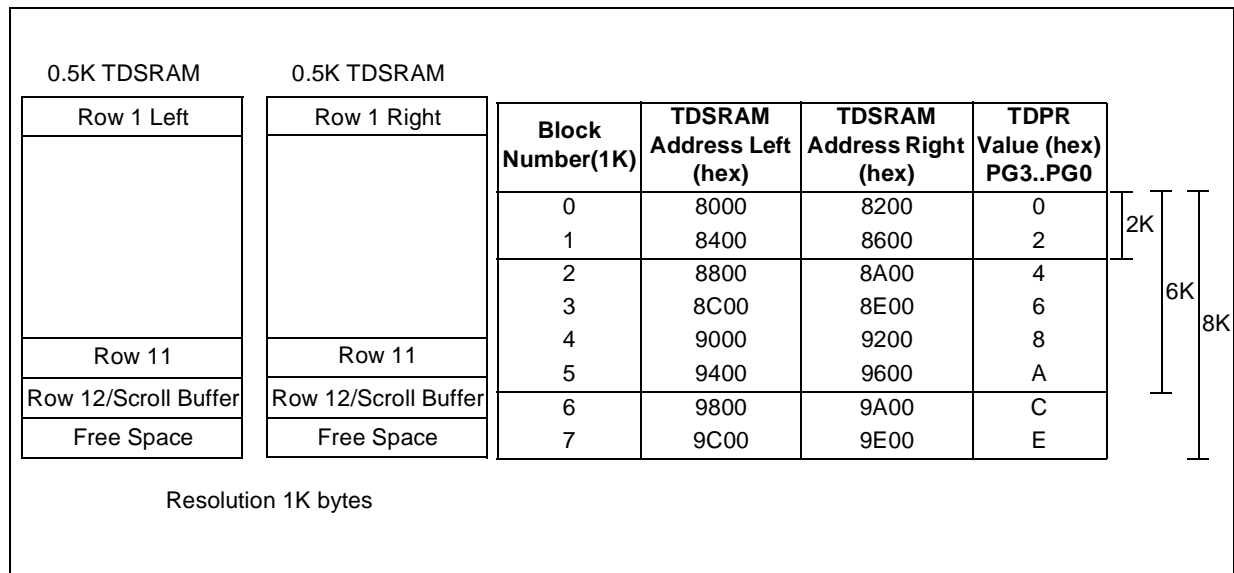 0.5K TDSRAM
0.5K TDSRAM
Row 1 Left
Row 11
Row 12/Scroll Buffer
Free Space
Row 1 Right
Row 11
Row 12/Scroll Buffer
Free Space
Resolution 1K bytes
Block Number(1K) TDSRAM Address Left (hex) TDSRAM Address Right (hex) TDPR Value (hex) PG3..PG0
0 8000 8200 0
1 8400 8600 2
2 8800 8A00 4
3 8C00 8E00 6
4 9000 9200 8
5 9400 9600 A
6 9800 9A00 C
7 9C00 9E00 E
2K
6K
8K